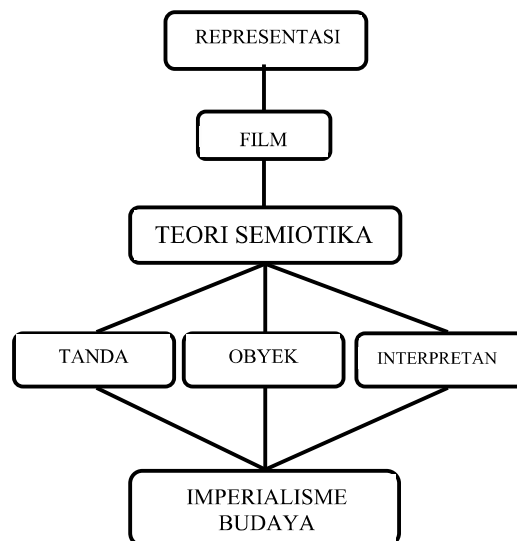 REPRESENTASI
FILM
TEORI SEMIOTIKA
TANDA
OBYEK
INTERPRETAN
IMPERIALISME
BUDAYA